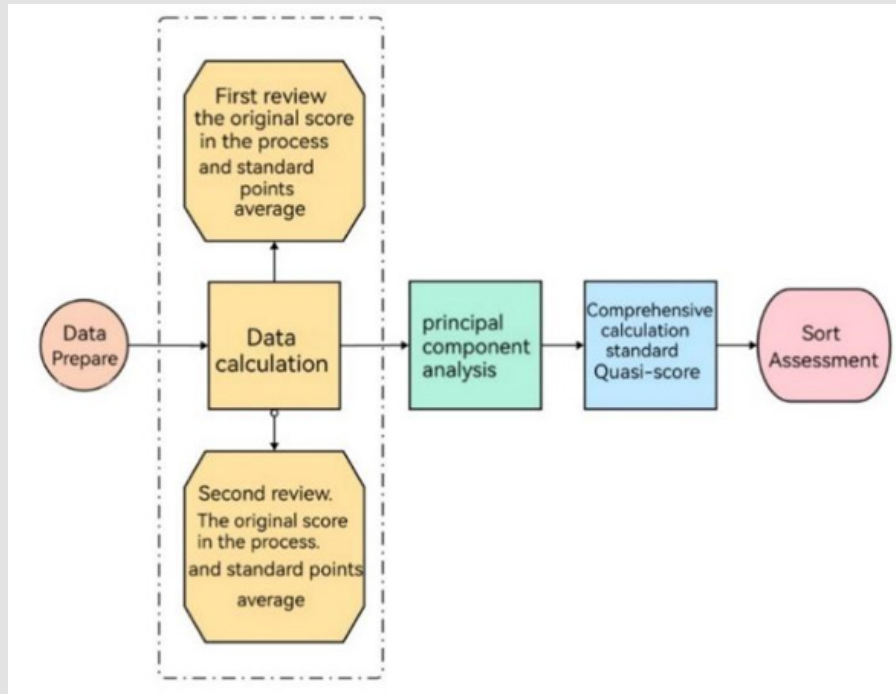 First review
the original score
in the process
and standard
points
average
Data
Prepare
Data
calculation
principal
component
analysis
Comprehensive
calculation
standard
Quasi-score
Sort
Assessment
Second review.
The original score
in the process.
and standard points
average